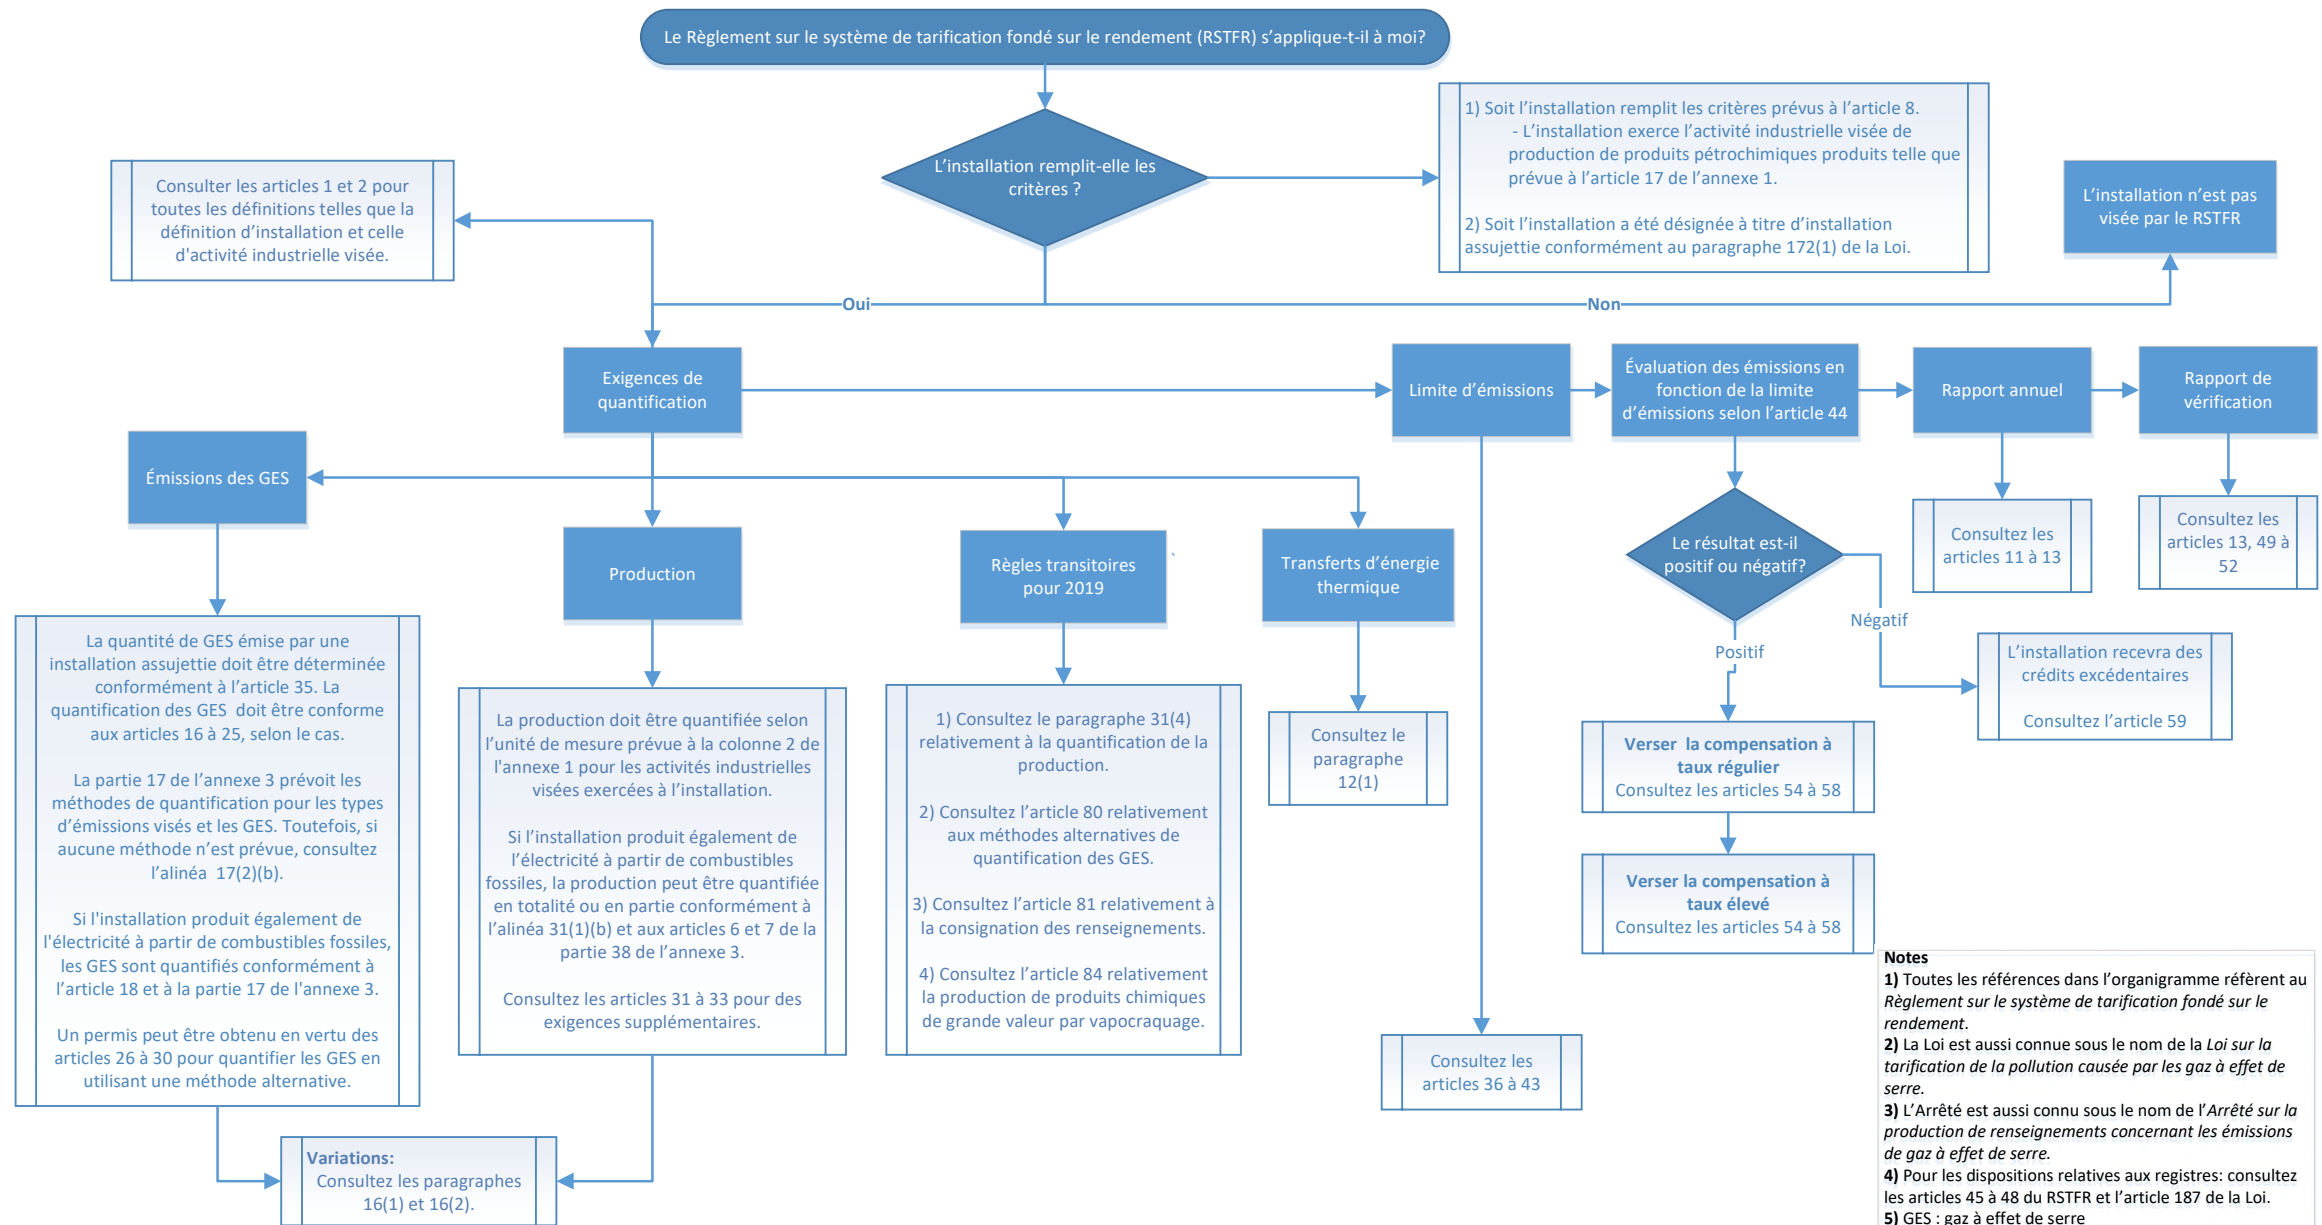 Le Règlement sur le système de tarification fondé sur le rendement (RSTFR) s’applique-t-il à moi?
L’installation remplit-elle les
critères ?
1) Soit l’installation remplit les critères prévus à l’article 8.
- L’installation exerce l’activité industrielle visée de
production de produits pétrochimiques produits telle que
prévue à l’article 17 de l’annexe 1.
2) Soit l’installation a été désignée à titre d’installation
assujettie conformément au paragraphe 172(1) de la Loi.
L’installation n’est pas
visée par le RSTFR
Consulter les articles 1 et 2 pour
toutes les définitions telles que la
définition d’installation et celle
d'activité industrielle visée.
Oui
Non
Exigences de
quantification
Limite d’émissions
Évaluation des émissions en
fonction de la limite
d’émissions selon l’article 44
Rapport annuel
Rapport de
vérification
Émissions des GES
Production
Règles transitoires
pour 2019
`
Transferts d’énergie
thermique
Le résultat est-il
positif ou négatif?
Consultez les
articles 11 à 13
Consultez les
articles 13, 49 à
52
Négatif
Positif
La quantité de GES émise par une
installation assujettie doit être déterminée
conformément à l’article 35. La
quantification des GES  doit être conforme
aux articles 16 à 25, selon le cas.
La partie 17 de l’annexe 3 prévoit les
méthodes de quantification pour les types
d’émissions visés et les GES. Toutefois, si
aucune méthode n’est prévue, consultez
l’alinéa  17(2)(b).
Si l'installation produit également de
l'électricité à partir de combustibles fossiles,
les GES sont quantifiés conformément à
l’article 18 et à la partie 17 de l'annexe 3.
Un permis peut être obtenu en vertu des
articles 26 à 30 pour quantifier les GES en
utilisant une méthode alternative.
La production doit être quantifiée selon
l’unité de mesure prévue à la colonne 2 de
l'annexe 1 pour les activités industrielles
visées exercées à l’installation.
Si l’installation produit également de
l’électricité à partir de combustibles
fossiles, la production peut être quantifiée
en totalité ou en partie conformément à
l’alinéa 31(1)(b) et aux articles 6 et 7 de la
partie 38 de l’annexe 3.
Consultez les articles 31 à 33 pour des
exigences supplémentaires.
1) Consultez le paragraphe 31(4)
relativement à la quantification de la
production.
2) Consultez l’article 80 relativement
aux méthodes alternatives de
quantification des GES.
3) Consultez l’article 81 relativement à
la consignation des renseignements.
4) Consultez l’article 84 relativement
la production de produits chimiques
de grande valeur par vapocraquage.
Consultez le
paragraphe
12(1)
L’installation recevra des
crédits excédentaires
Consultez l’article 59
Verser  la compensation à
taux régulier
Consultez les articles 54 à 58
Verser la compensation à
taux élevé
Consultez les articles 54 à 58
Consultez les
articles 36 à 43
Variations:
Consultez les paragraphes
16(1) et 16(2).
Notes
1) Toutes les références dans l’organigramme réfèrent au
Règlement sur le système de tarification fondé sur le
rendement.
2) La Loi est aussi connue sous le nom de la Loi sur la
tarification de la pollution causée par les gaz à effet de
serre.
3) L’Arrêté est aussi connu sous le nom de l’Arrêté sur la
production de renseignements concernant les émissions
de gaz à effet de serre.
4) Pour les dispositions relatives aux registres: consultez
les articles 45 à 48 du RSTFR et l’article 187 de la Loi.
5) GES : gaz à effet de serre